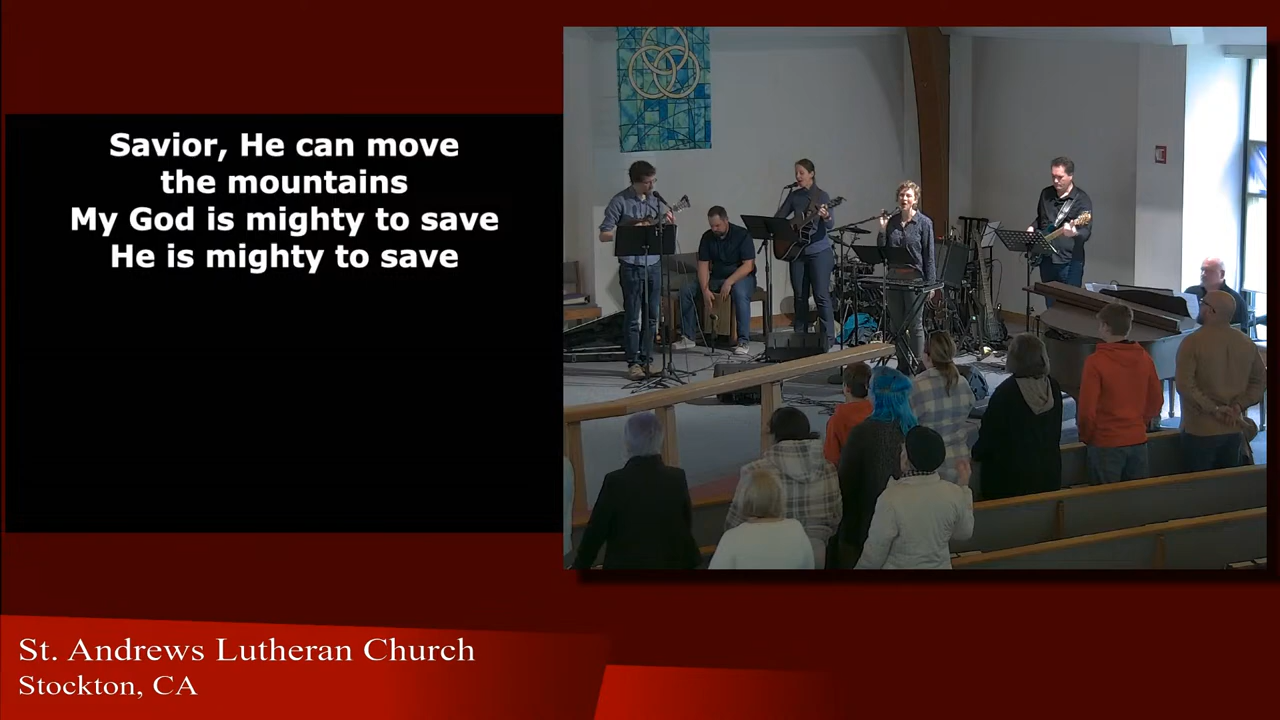 Savior, He can move
the mountains
My God is mighty to save
He is mighty to save
St. Andrews Lutheran Church
Stockton, CA